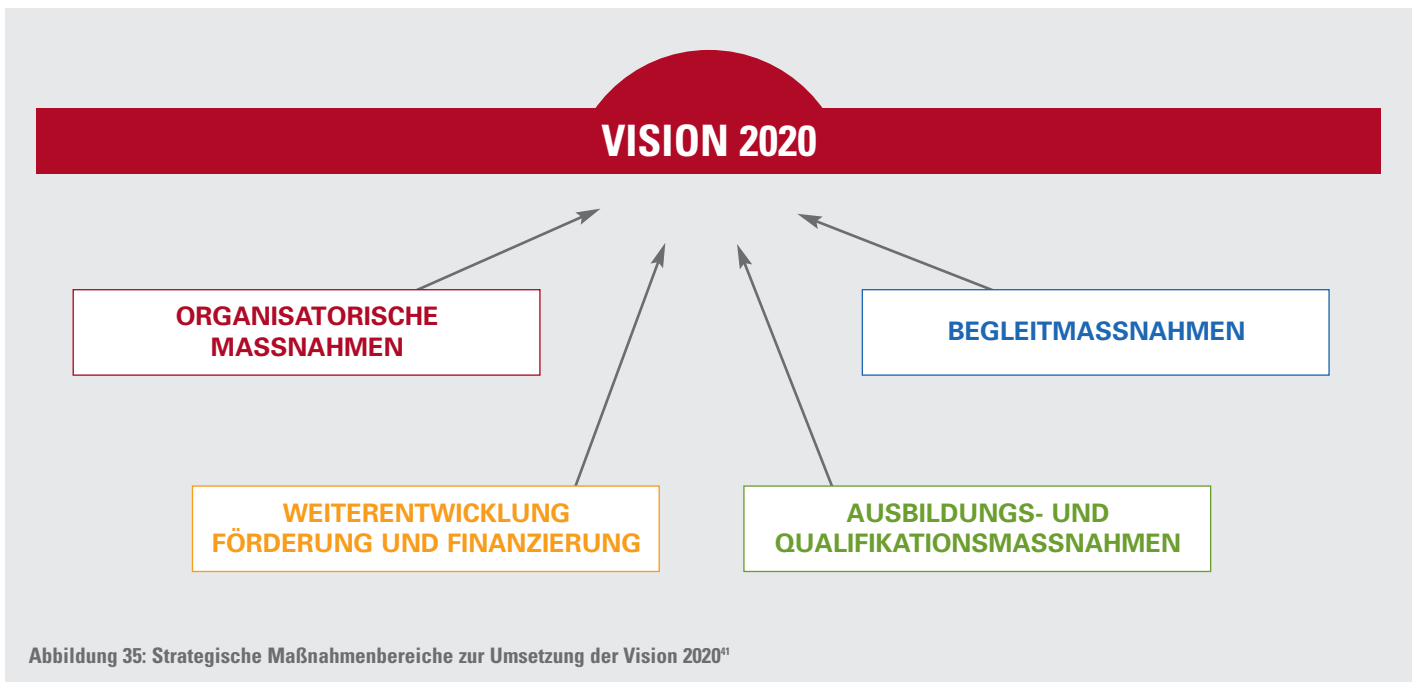 VISION 2020
ORGANISATORISCHE
MASSNAHMEN
BEGLEITMASSNAHMEN
WEITERENTWICKLUNG
FÖRDERUNG UND FINANZIERUNG
AUSBILDUNGS- UND
QUALIFIKATIONSMASSNAHMEN
Abbildung 35: Strategische Maßnahmenbereiche zur Umsetzung der Vision 2020⁴¹